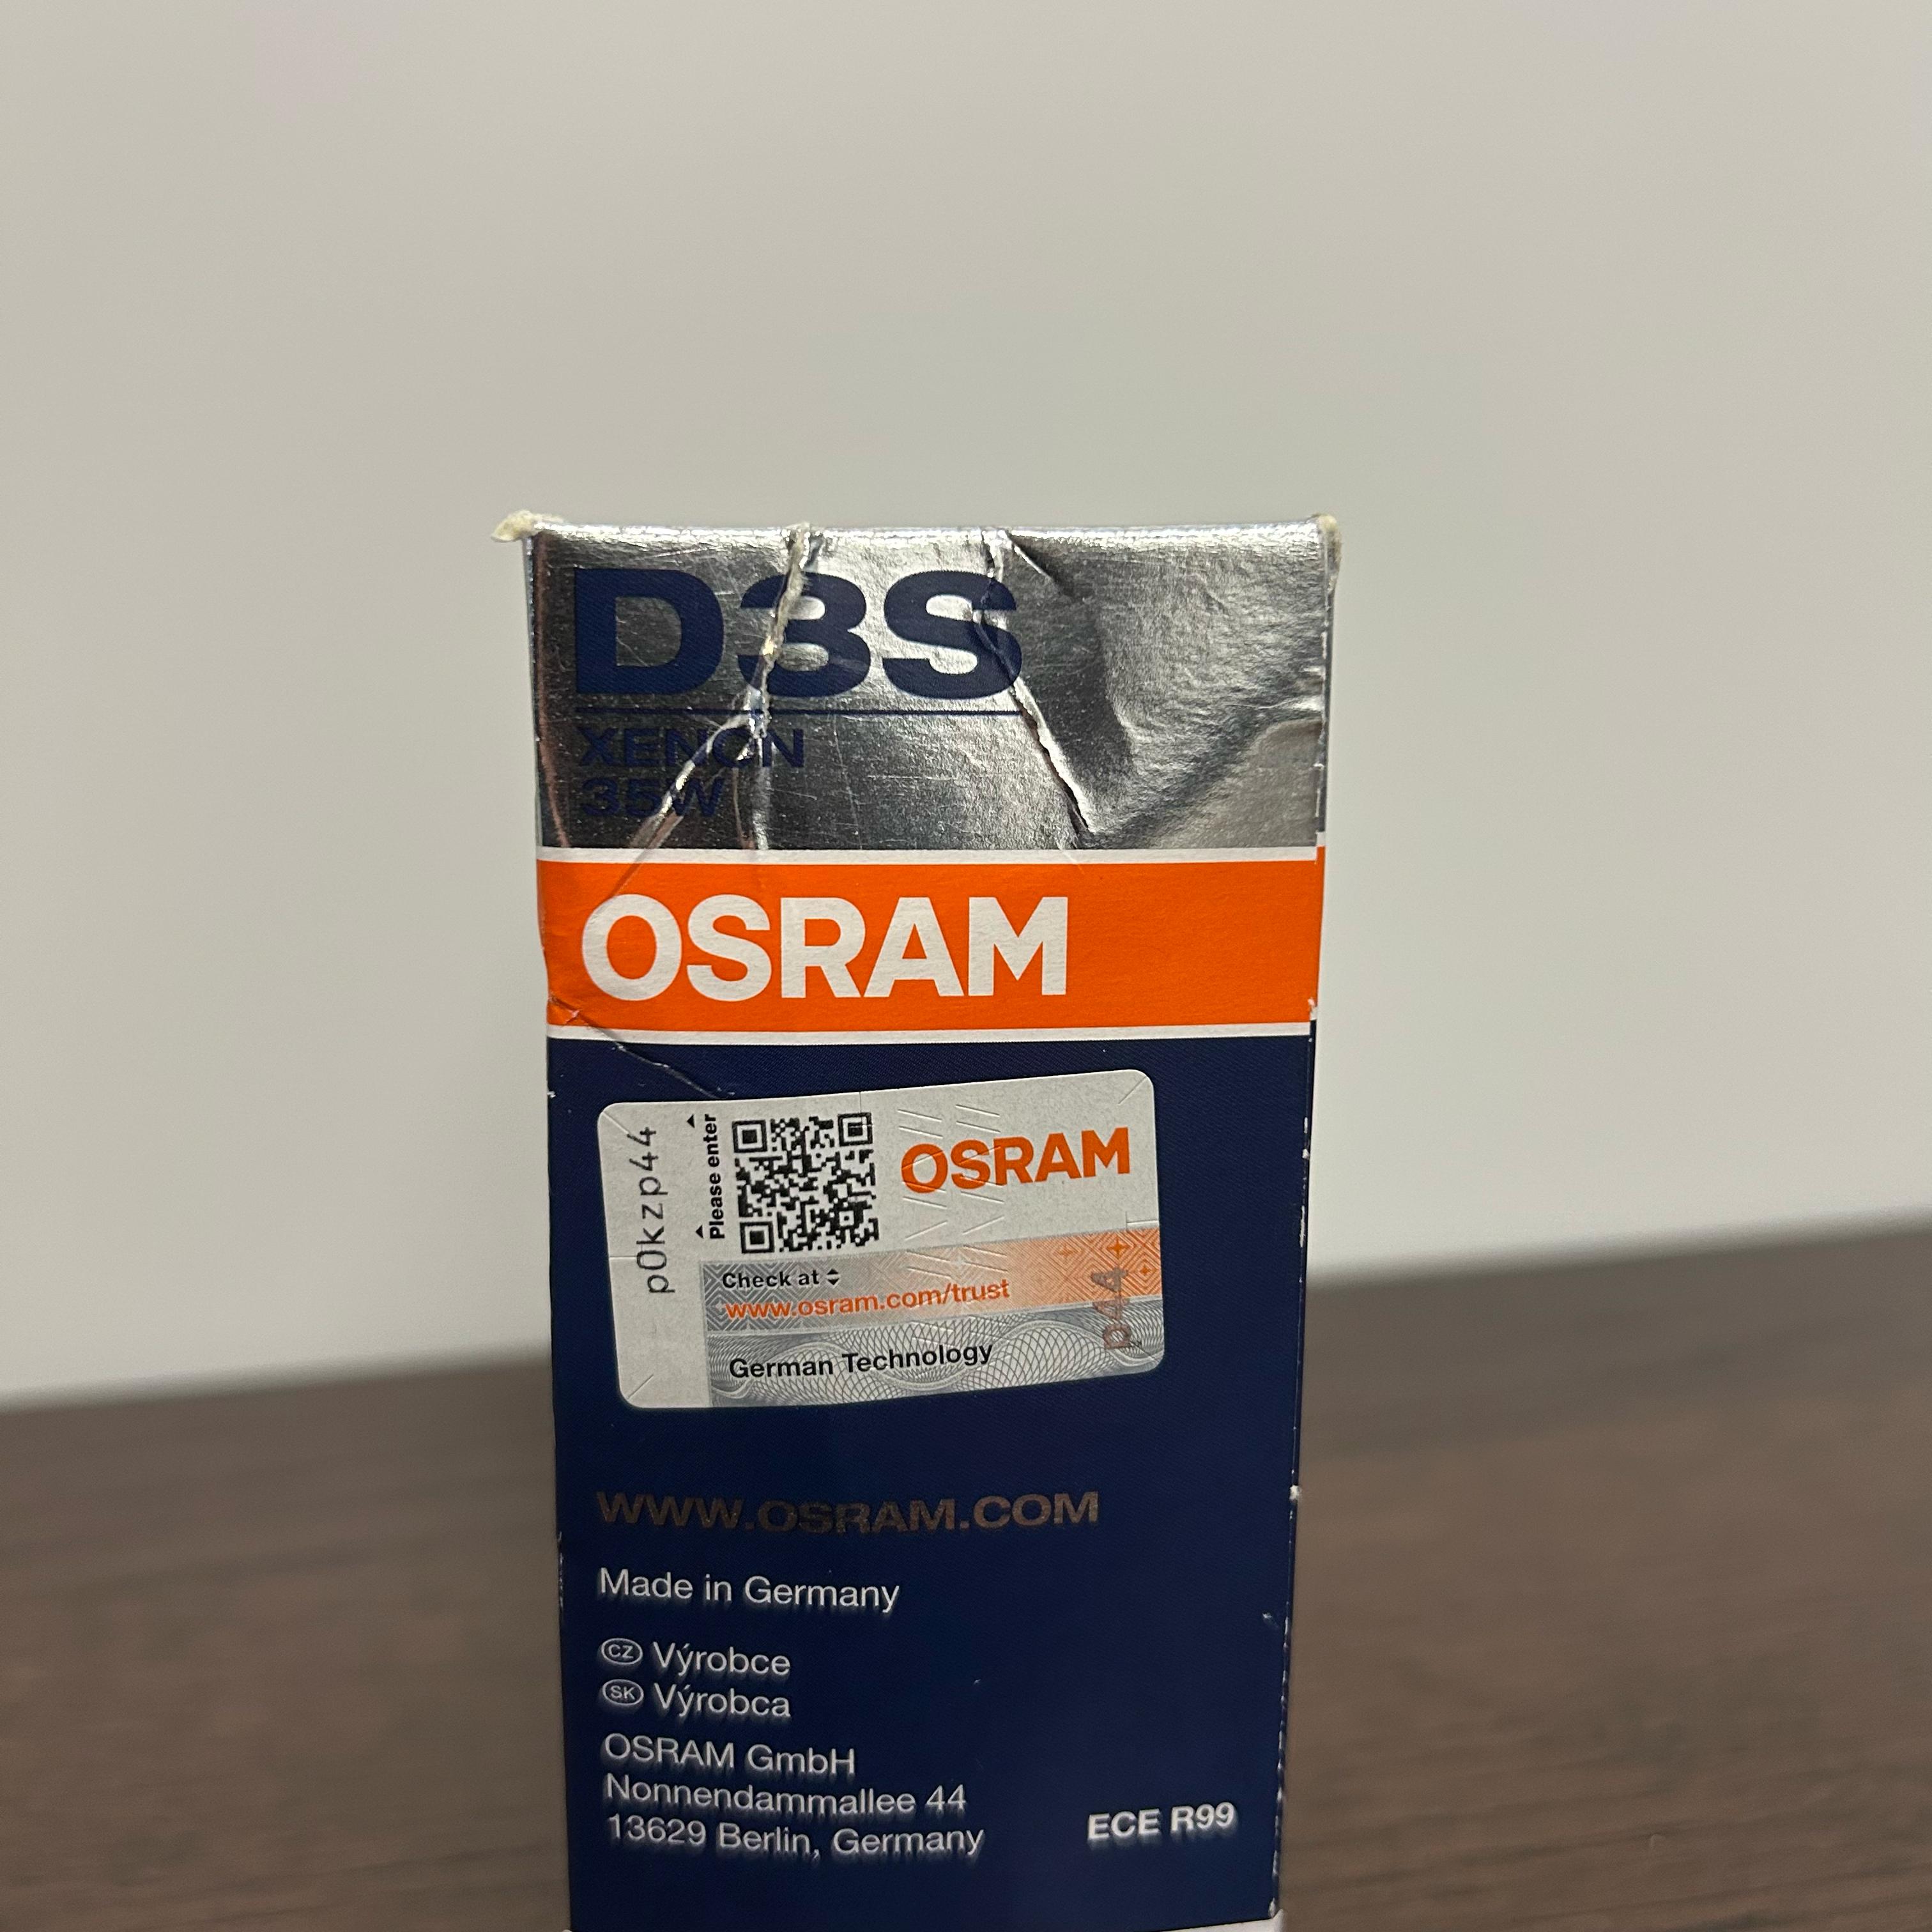 D3S
XENON
35W
OSRAM
p0kzp44
Please enter
OSRAM
Check at
www.osram.com/trust
p44
German Technology
WWW.OSRAM.COM
Made in Germany
CZ Výrobce
SK Výrobca
OSRAM GmbH
Nonnendammallee 44
13629 Berlin, Germany
ECE R99